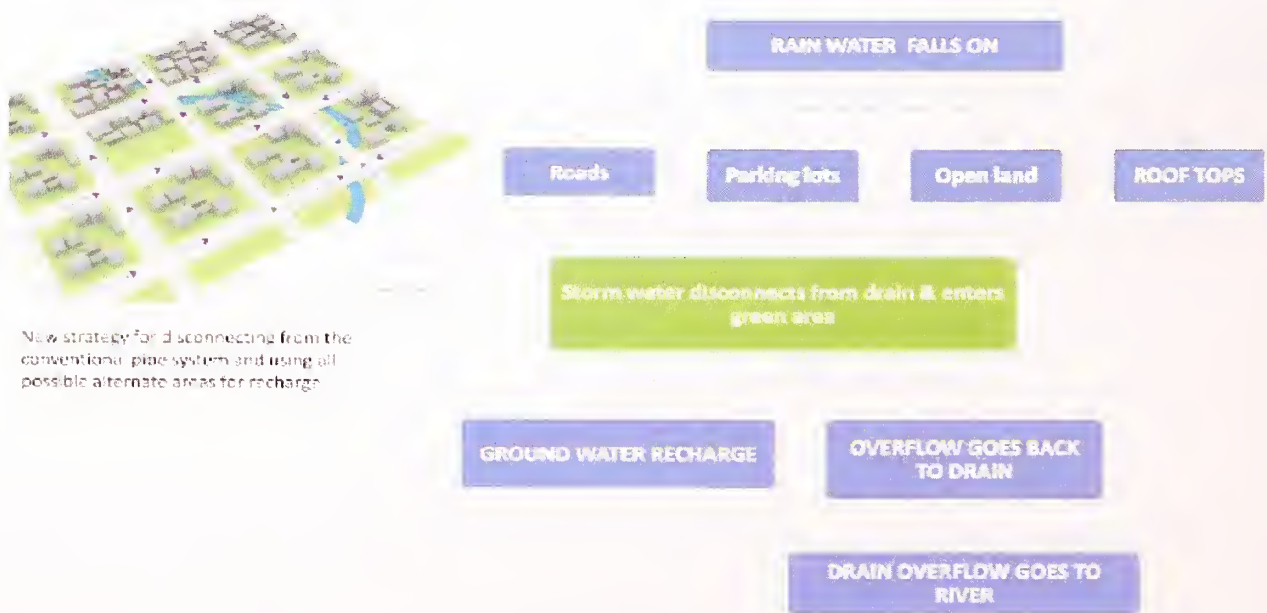 RAIN WATER FALLS ON
Roads
Parking lots
Open land
ROOF TOPS
Storm water disconnects from drain & enters
green area
New strategy for disconnecting from the
conventional pipe system and using all
possible alternate areas for recharge
GROUND WATER RECHARGE
OVERFLOW GOES BACK
TO DRAIN
DRAIN OVERFLOW GOES TO
RIVER